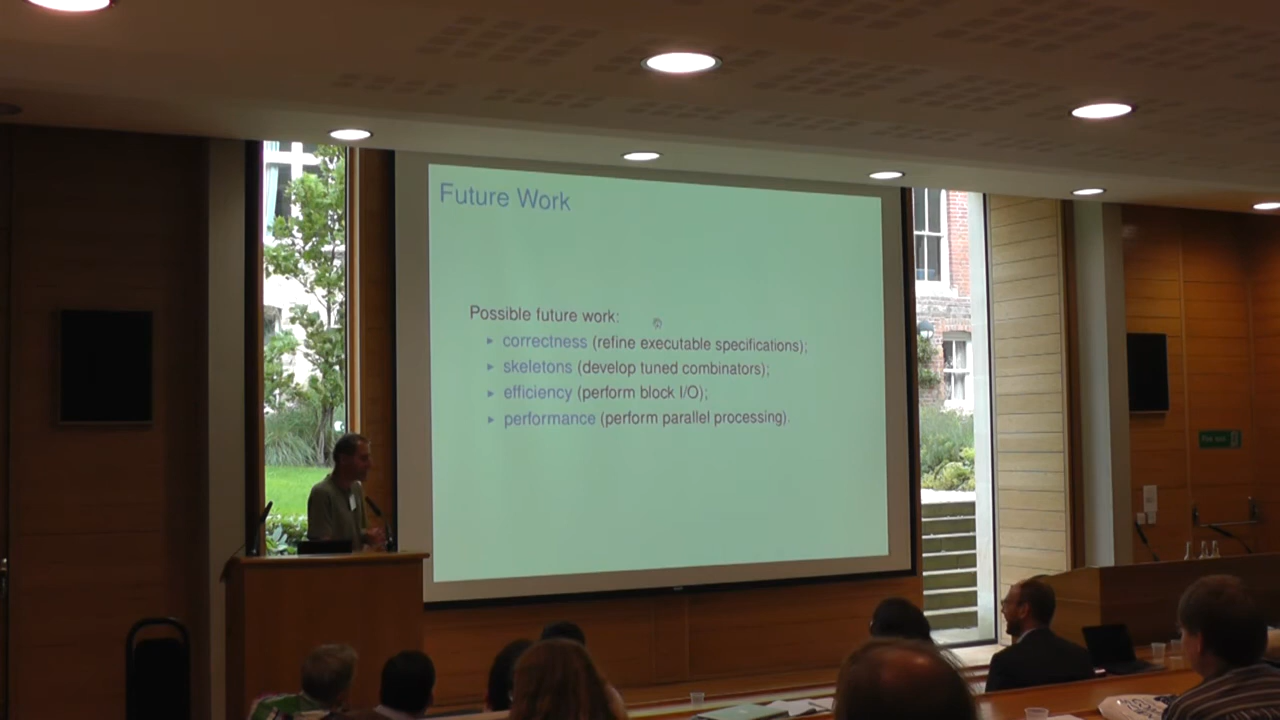 Future Work
Possible future work:
▸ correctness (refine executable specifications);
▸ skeletons (develop tuned combinators);
▸ efficiency (perform block I/O);
▸ performance (perform parallel processing).